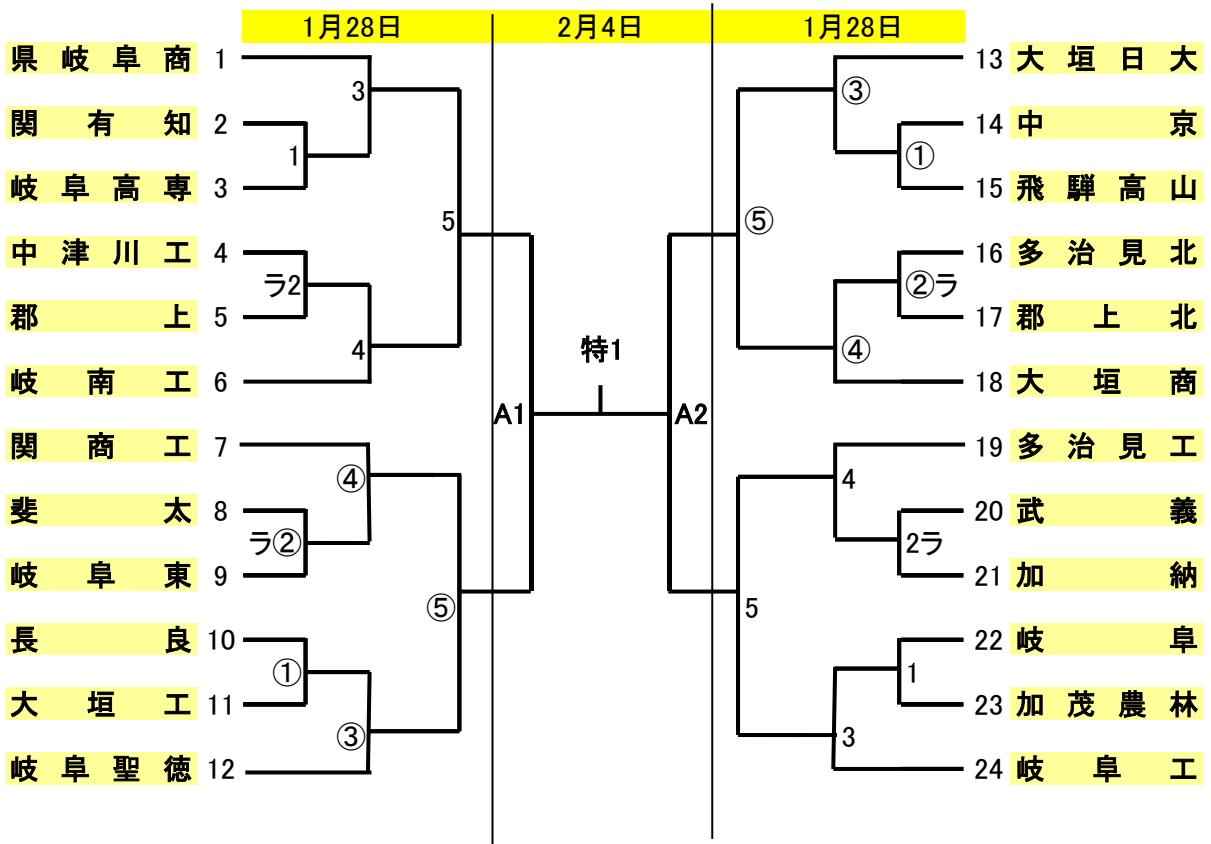 1月28日 2月4日 1月28日
県岐阜商 1 13 大垣日大
3 ③
関有知 2 14 中京
1 ①
岐阜高専 3 15 飛騨高山
5 ⑤
中津川工 4 16 多治見北
ラ2 ②ラ
郡上 5 17 郡上北
4 特1 ④
岐南工 6 18 大垣商
A1 A2
関商工 7 19 多治見工
④ 4
斐太 8 20 武義
ラ② 2ラ
岐阜東 9 21 加納
⑤ 5
長良 10 22 岐阜
① 1
大垣工 11 23 加茂農林
③ 3
岐阜聖徳 12 24 岐阜工